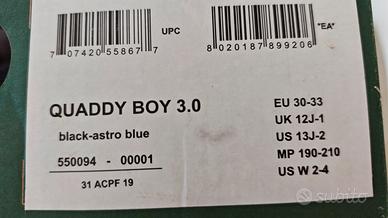 7 07420 55867 7
UPC
8 020187 899206
"EA"
QUADDY BOY 3.0
black-astro blue
550094 - 00001
31 ACPF 19
EU 30-33
UK 12J-1
US 13J-2
MP 190-210
US W 2-4
subito